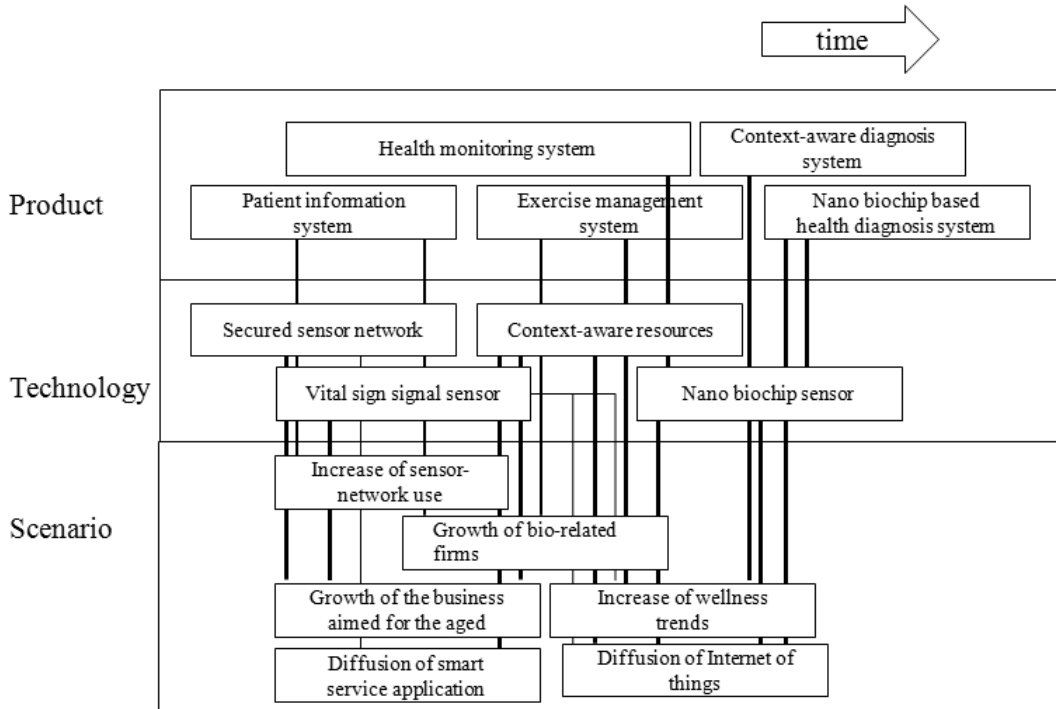 time
Product
Health monitoring system
Context-aware diagnosis
system
Patient information
system
Exercise management
system
Nano biochip based
health diagnosis system
Technology
Secured sensor network
Context-aware resources
Vital sign signal sensor
Nano biochip sensor
Scenario
Increase of sensor-
network use
Growth of bio-related
firms
Growth of the business
aimed for the aged
Increase of wellness
trends
Diffusion of smart
service application
Diffusion of Internet of
things